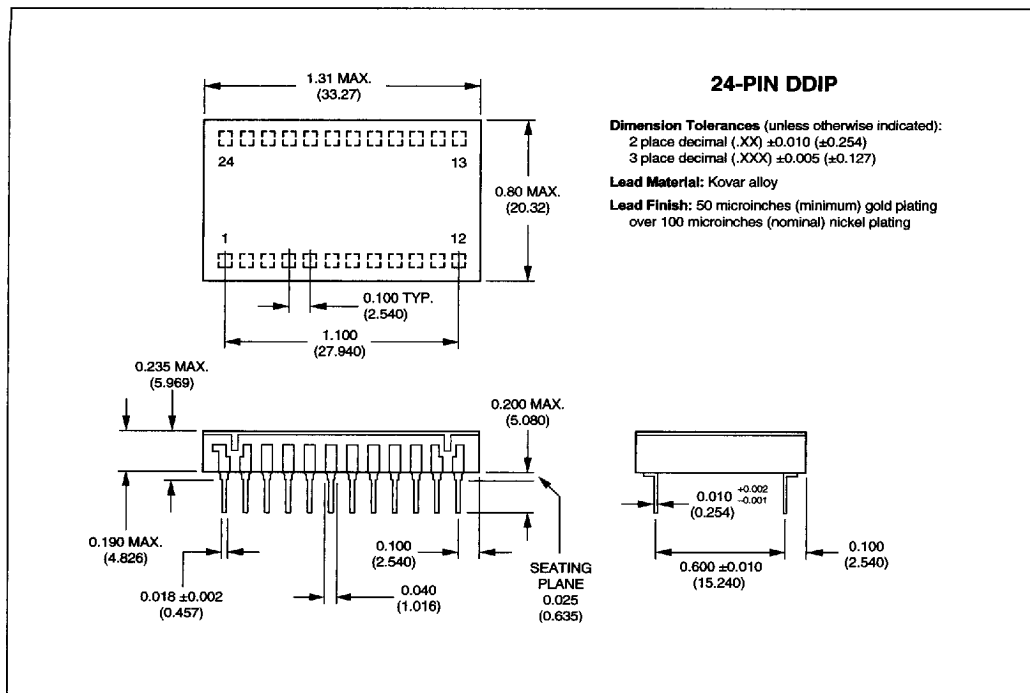 1.31 MAX.
(33.27)
24-PIN DDIP
Dimension Tolerances (unless otherwise indicated):
2 place decimal (.XX) ±0.010 (±0.254)
3 place decimal (.XXX) ±0.005 (±0.127)
Lead Material: Kovar alloy
Lead Finish: 50 microinches (minimum) gold plating
over 100 microinches (nominal) nickel plating
24
13
0.80 MAX.
(20.32)
1
12
0.100 TYP.
(2.540)
1.100
(27.940)
0.235 MAX.
(5.969)
0.200 MAX.
(5.080)
0.190 MAX.
(4.826)
0.018 ±0.002
(0.457)
0.040
(1.016)
0.100
(2.540)
SEATING
PLANE
0.025
(0.635)
0.010 +0.002
-0.001
(0.254)
0.600 ±0.010
(15.240)
0.100
(2.540)